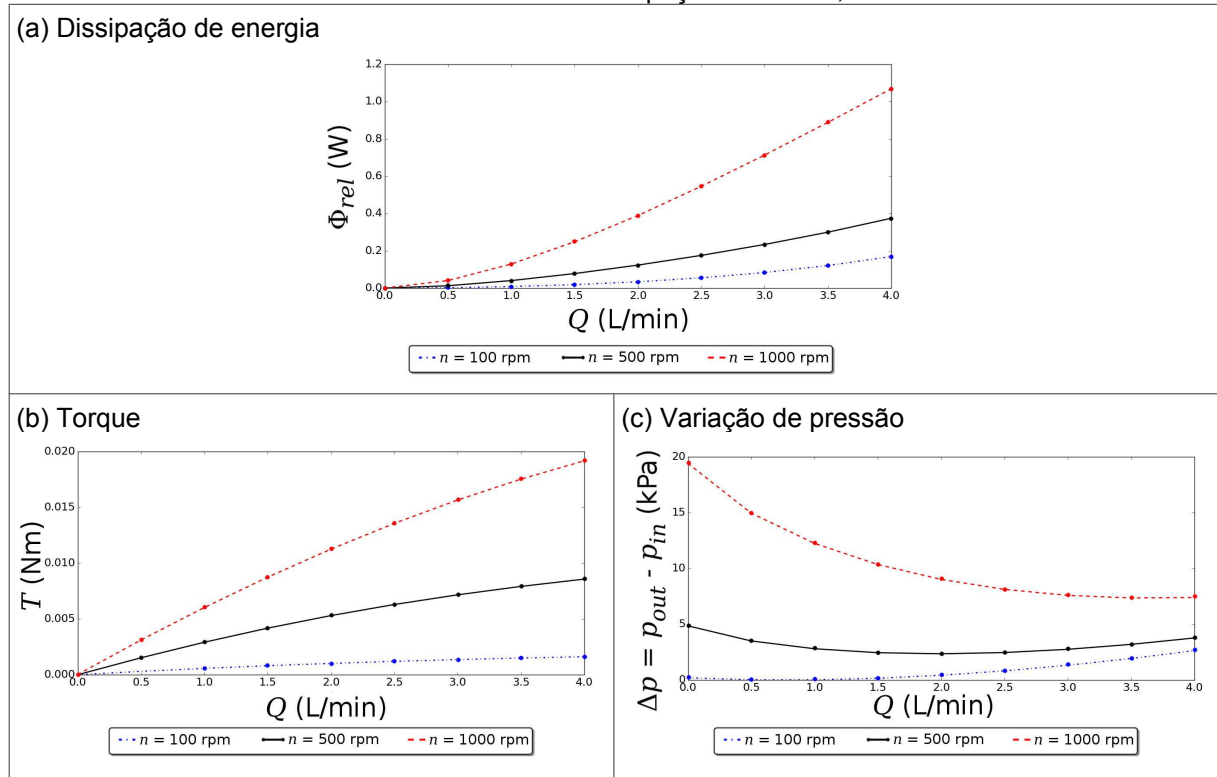 (a) Dissipação de energia
1.2
1.0
0.8
0.6
0.4
0.2
0.0
Φrel (W)
0.0 0.5 1.0 1.5 2.0 2.5 3.0 3.5 4.0
Q (L/min)
n = 100 rpm n = 500 rpm n = 1000 rpm
(b) Torque
0.020
0.015
0.010
0.005
0.000
T (Nm)
0.0 0.5 1.0 1.5 2.0 2.5 3.0 3.5 4.0
Q (L/min)
n = 100 rpm n = 500 rpm n = 1000 rpm
(c) Variação de pressão
20
15
10
5
0
Δp = pout - pin (kPa)
0.0 0.5 1.0 1.5 2.0 2.5 3.0 3.5 4.0
Q (L/min)
n = 100 rpm n = 500 rpm n = 1000 rpm